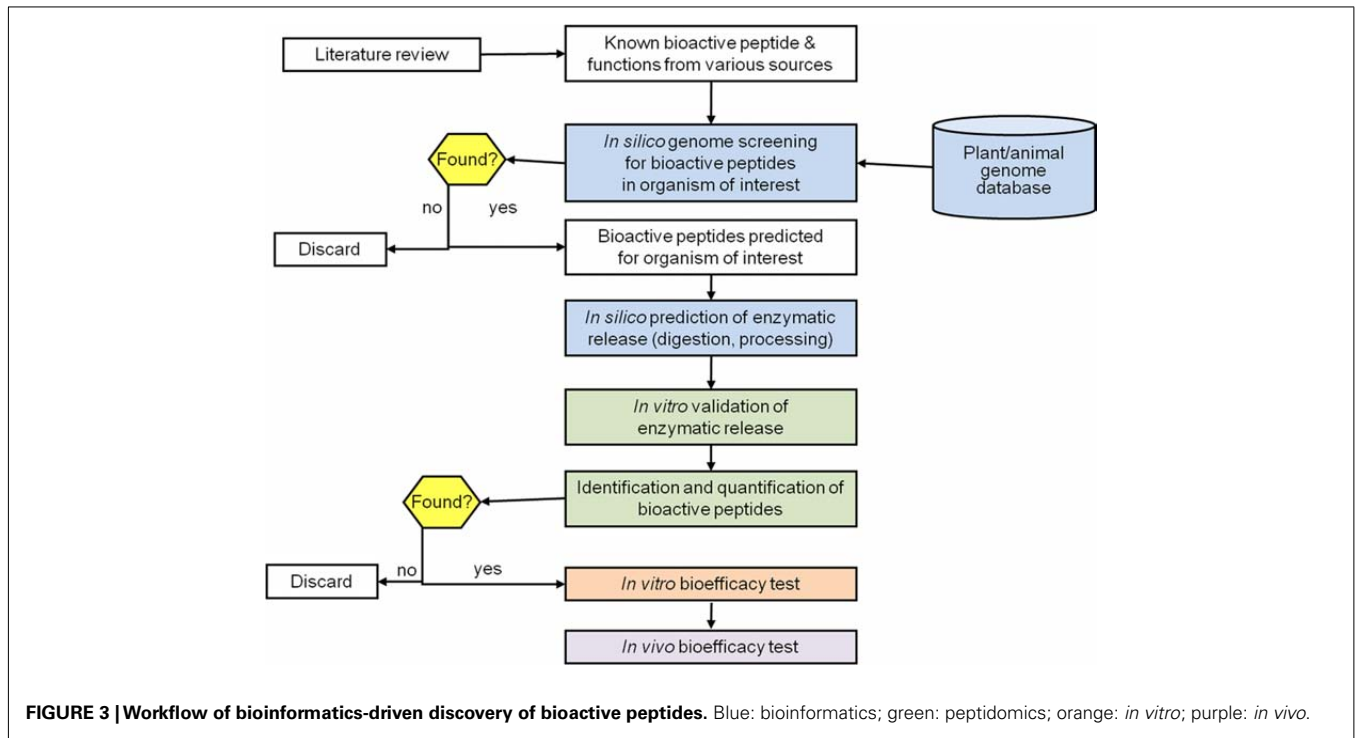 Literature review
Known bioactive peptide &
functions from various sources
In silico genome screening
for bioactive peptides
in organism of interest
Plant/animal
genome
database
Found?
no
yes
Discard
Bioactive peptides predicted
for organism of interest
In silico prediction of enzymatic
release (digestion, processing)
In vitro validation of
enzymatic release
Identification and quantification of
bioactive peptides
Found?
no
yes
Discard
In vitro bioefficacy test
In vivo bioefficacy test
FIGURE 3 | Workflow of bioinformatics-driven discovery of bioactive peptides. Blue: bioinformatics; green: peptidomics; orange: in vitro; purple: in vivo.